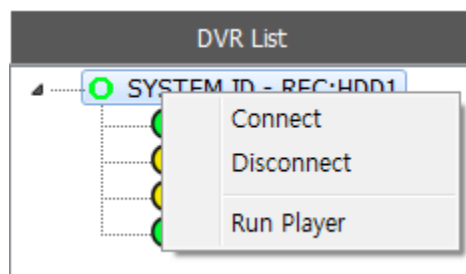 DVR List
SYSTEM ID - REC:HDD1
Connect
Disconnect
Run Player